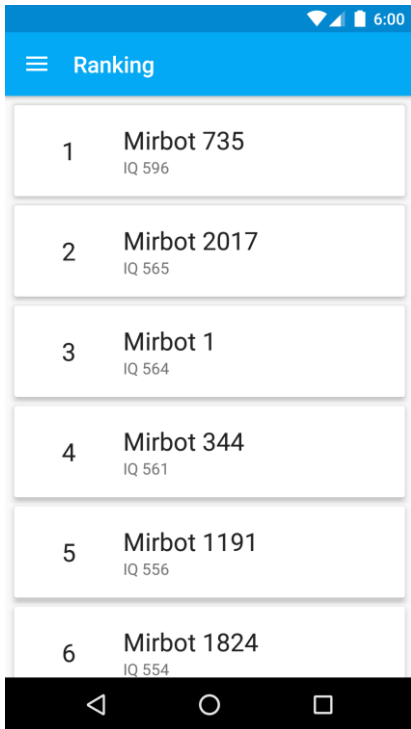 6:00
Ranking
1
Mirbot 735
IQ 596
2
Mirbot 2017
IQ 565
3
Mirbot 1
IQ 564
4
Mirbot 344
IQ 561
5
Mirbot 1191
IQ 556
6
Mirbot 1824
IQ 554